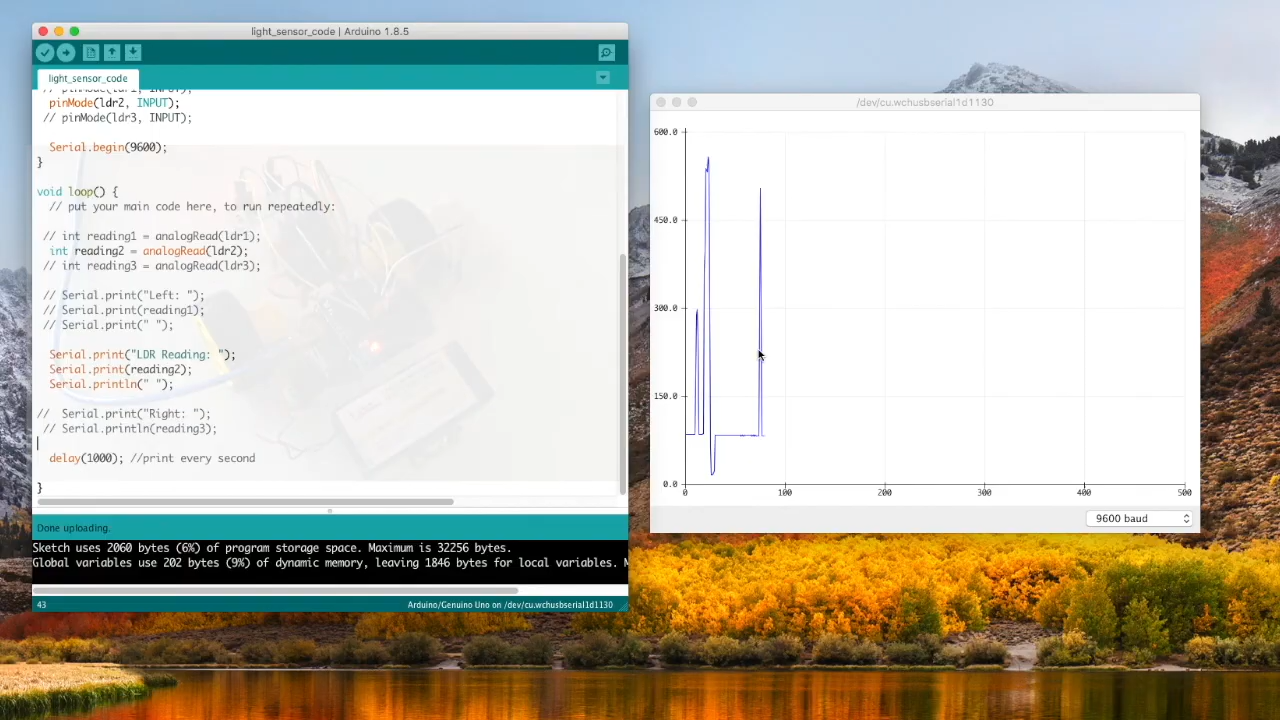 light_sensor_code | Arduino 1.8.5
light_sensor_code
pinMode(ldr2, INPUT);
// pinMode(ldr3, INPUT);
Serial.begin(9600);
}
void loop() {
// put your main code here, to run repeatedly:
// int reading1 = analogRead(ldr1);
int reading2 = analogRead(ldr2);
// int reading3 = analogRead(ldr3);
// Serial.print("Left: ");
// Serial.print(reading1);
// Serial.print(" ");
Serial.print("LDR Reading: ");
Serial.print(reading2);
Serial.println(" ");
// Serial.print("Right: ");
// Serial.println(reading3);
delay(1000); //print every second
}
Done uploading.
Sketch uses 2060 bytes (6%) of program storage space. Maximum is 32256 bytes.
Global variables use 202 bytes (9%) of dynamic memory, leaving 1846 bytes for local variables. M
43
Arduino/Genuino Uno on /dev/cu.wchusbserial1d1130
/dev/cu.wchusbserial1d1130
600.0
450.0
300.0
150.0
0.0
0 100 200 300 400 500
9600 baud